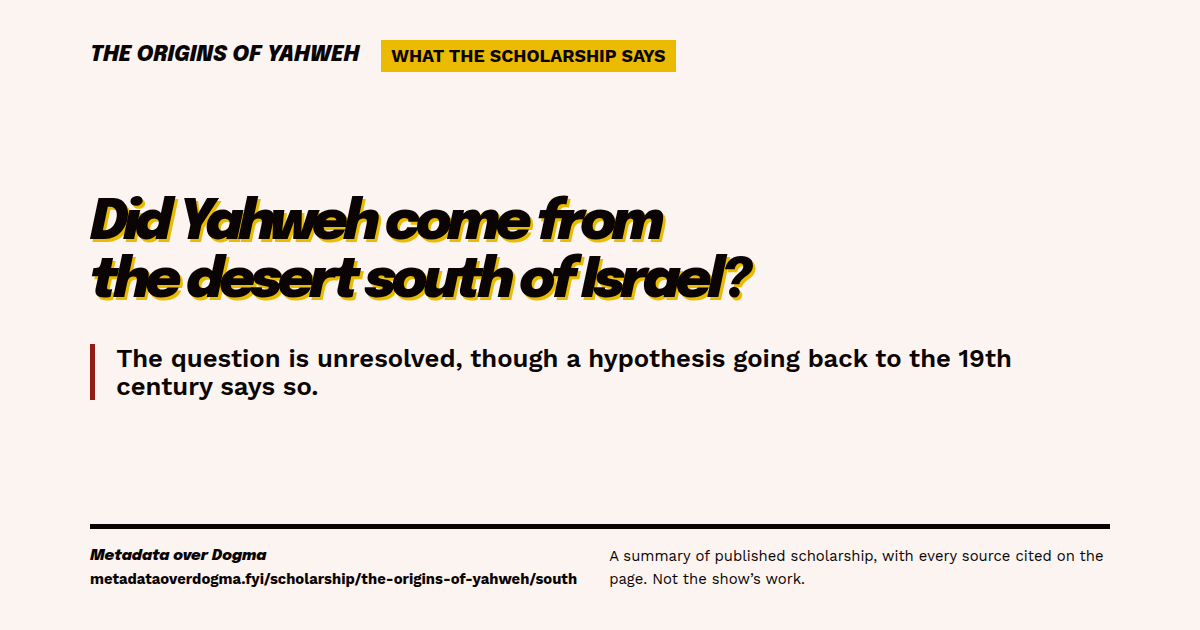 THE ORIGINS OF YAHWEH
WHAT THE SCHOLARSHIP SAYS
Did Yahweh come from
the desert south of Israel?
The question is unresolved, though a hypothesis going back to the 19th
century says so.
Metadata over Dogma
metadataoverdogma.fyi/scholarship/the-origins-of-yahweh/south
A summary of published scholarship, with every source cited on the
page. Not the show’s work.